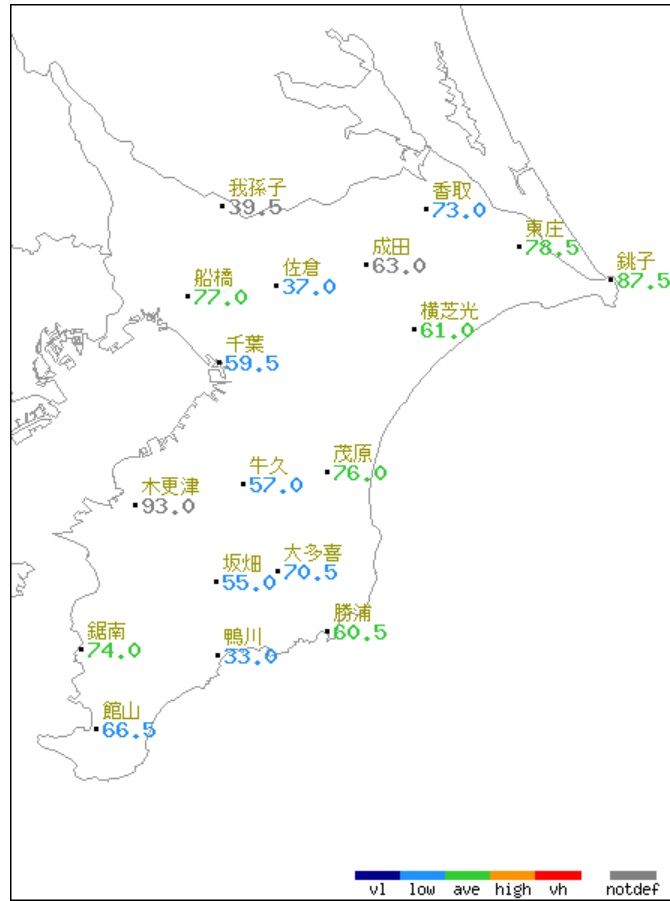 我孫子
39.5
香取
73.0
東庄
78.5
成田
63.0
銚子
87.5
船橋
77.0
佐倉
37.0
横芝光
61.0
千葉
59.5
茂原
76.0
牛久
57.0
木更津
93.0
大多喜
70.5
坂畑
55.0
勝浦
60.5
鋸南
74.0
鴨川
33.0
館山
66.5
vl low ave high vh notdef